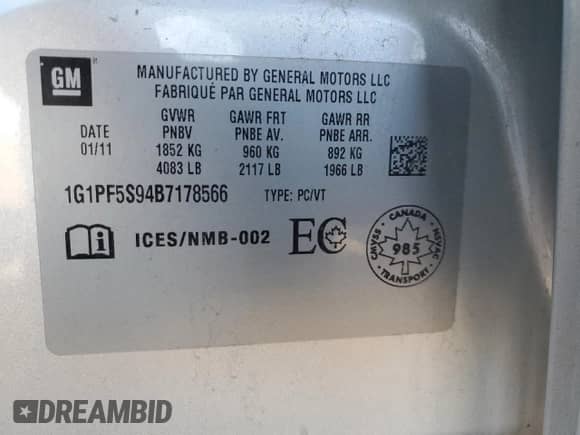 GM
MANUFACTURED BY GENERAL MOTORS LLC
FABRIQUÉ PAR GENERAL MOTORS LLC
GVWR GAWR FRT GAWR RR
DATE PNBV PNBE AV. PNBE ARR.
01/11 1852 KG 960 KG 892 KG
4083 LB 2117 LB 1966 LB
1G1PF5S94B7178566 TYPE: PC/VT
i ICES/NMB-002 EC
CANADA
CMVSS 985 NSVAC
TRANSPORT
DREAMBID